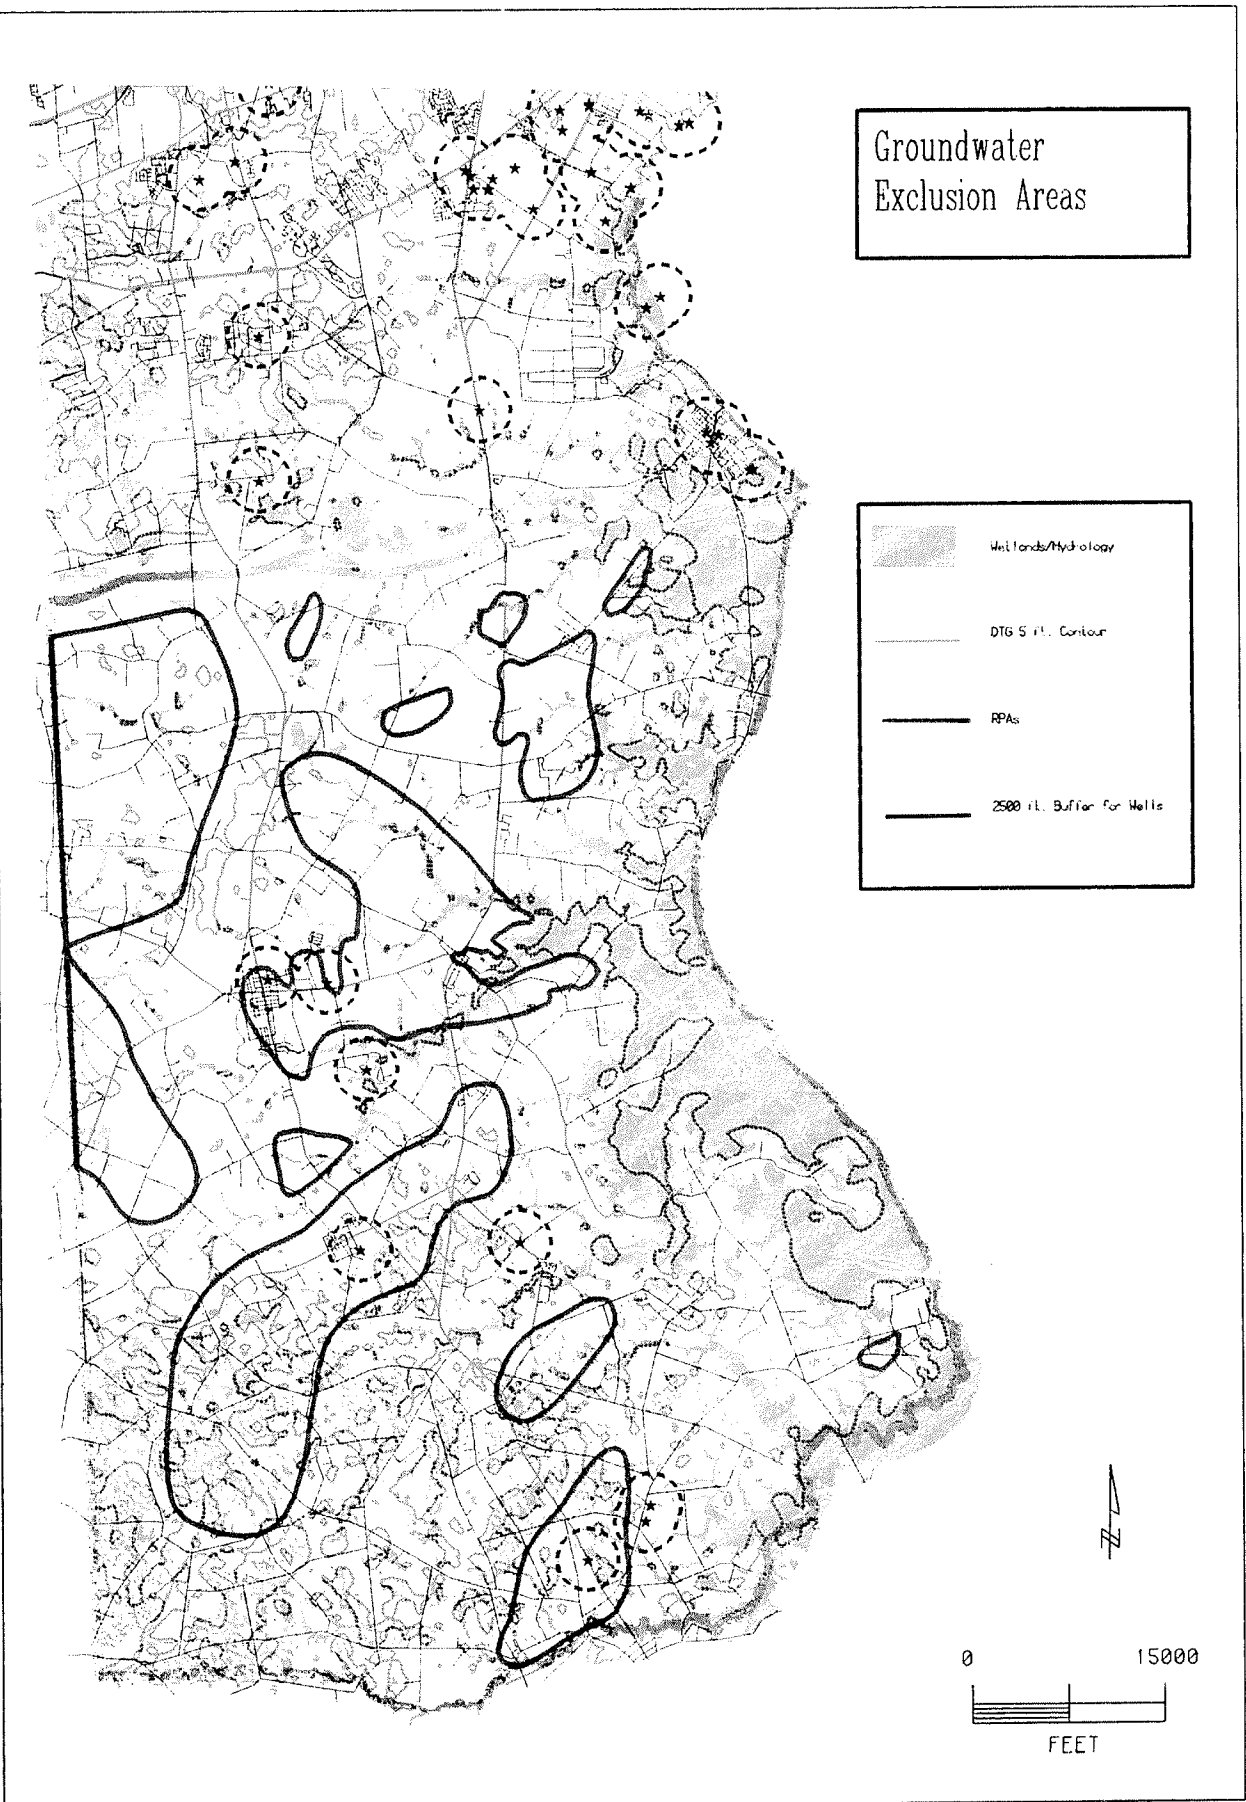 Groundwater
Exclusion Areas
Wetlands/Hydrology
DTG 5 ft. Contour
RPAs
2500 ft. Buffer for Wells
N
0 15000
FEET